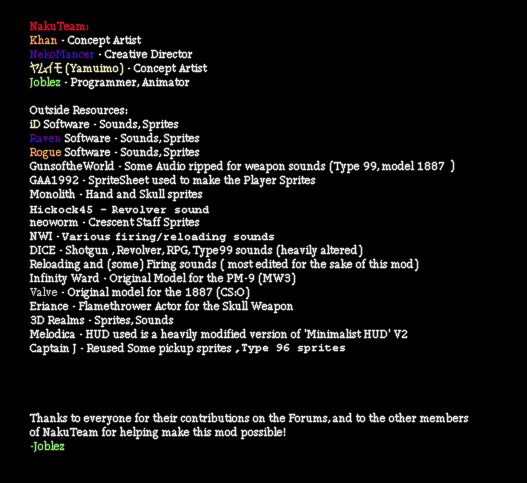 NakuTeam:
Khan - Concept Artist
NekoMancer - Creative Director
ヤムイモ (Yamuimo) - Concept Artist
Joblez - Programmer, Animator
Outside Resources:
iD Software - Sounds, Sprites
Raven Software - Sounds, Sprites
Rogue Software - Sounds, Sprites
GunsoftheWorld - Some Audio ripped for weapon sounds (Type 99, model 1887 )
GAA1992 - SpriteSheet used to make the Player Sprites
Monolith - Hand and Skull sprites
Hickock45 - Revolver sound
neoworm - Crescent Staff Sprites
NWI - Various firing/reloading sounds
DICE - Shotgun , Revolver, RPG, Type99 sounds (heavily altered)
Reloading and (some) Firing sounds ( most edited for the sake of this mod)
Infinity Ward - Original Model for the PM-9 (MW3)
Valve - Original model for the 1887 (CS:O)
Eriance - Flamethrower Actor for the Skull Weapon
3D Realms - Sprites, Sounds
Melodica - HUD used is a heavily modified version of 'Minimalist HUD' V2
Captain J - Reused Some pickup sprites , Type 96 sprites
Thanks to everyone for their contributions on the Forums, and to the other members
of NakuTeam for helping make this mod possible!
-Joblez